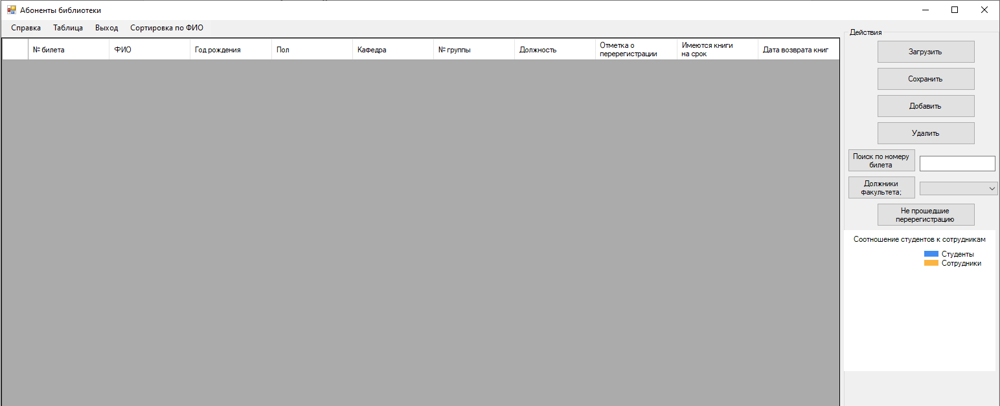 Абоненты библиотеки
Справка Таблица Выход Сортировка по ФИО
№ билета ФИО Год рождения Пол Кафедра № группы Должность Отметка о перерегистрации Имеются книги на срок Дата возврата книг
Действия
Загрузить
Сохранить
Добавить
Удалить
Поиск по номеру
билета
Должники
факультета;
Не прошедшие
перерегистрацию
Соотношение студентов к сотрудникам
Студенты
Сотрудники